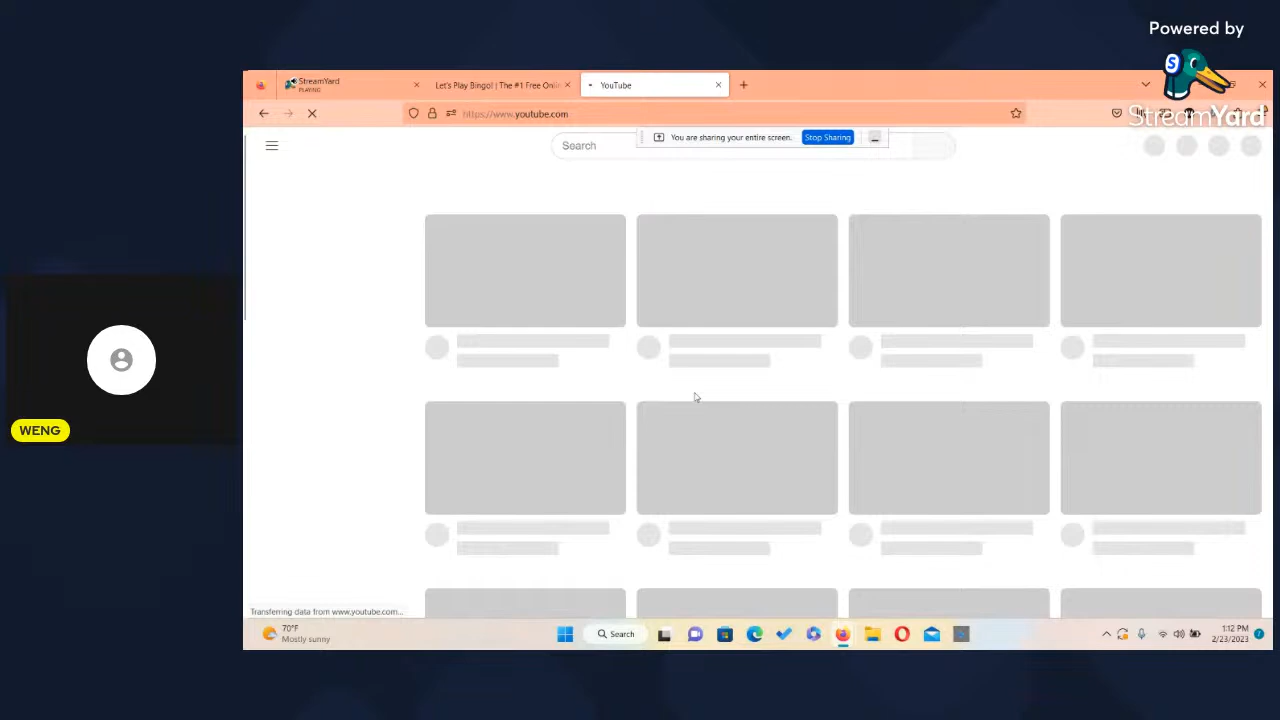 Powered by
StreamYard
StreamYard
PLAYING
Let's Play Bingo! | The #1 Free Onlin
YouTube
https://www.youtube.com
You are sharing your entire screen.
Stop Sharing
Search
WENG
Transferring data from www.youtube.com...
70°F
Mostly sunny
Search
1:12 PM
2/23/2023